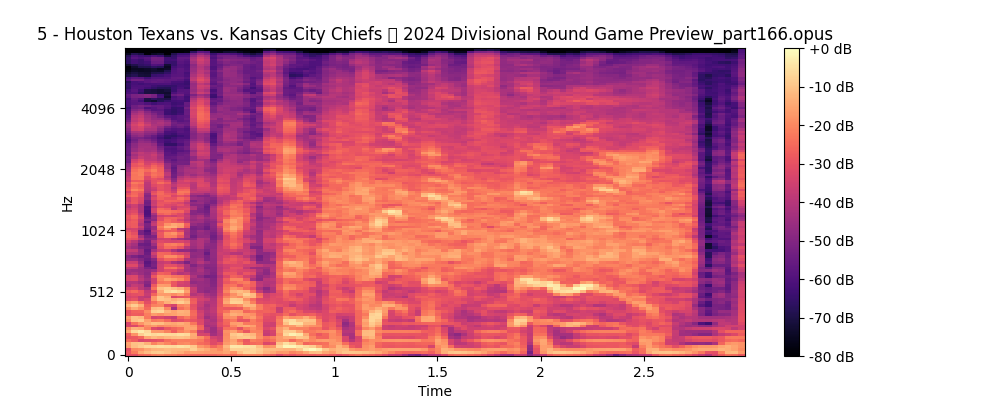 5 - Houston Texans vs. Kansas City Chiefs ▯ 2024 Divisional Round Game Preview_part166.opus
+0 dB
-10 dB
-20 dB
-30 dB
-40 dB
-50 dB
-60 dB
-70 dB
-80 dB
Hz
4096
2048
1024
512
0
0
0.5
1
1.5
2
2.5
Time